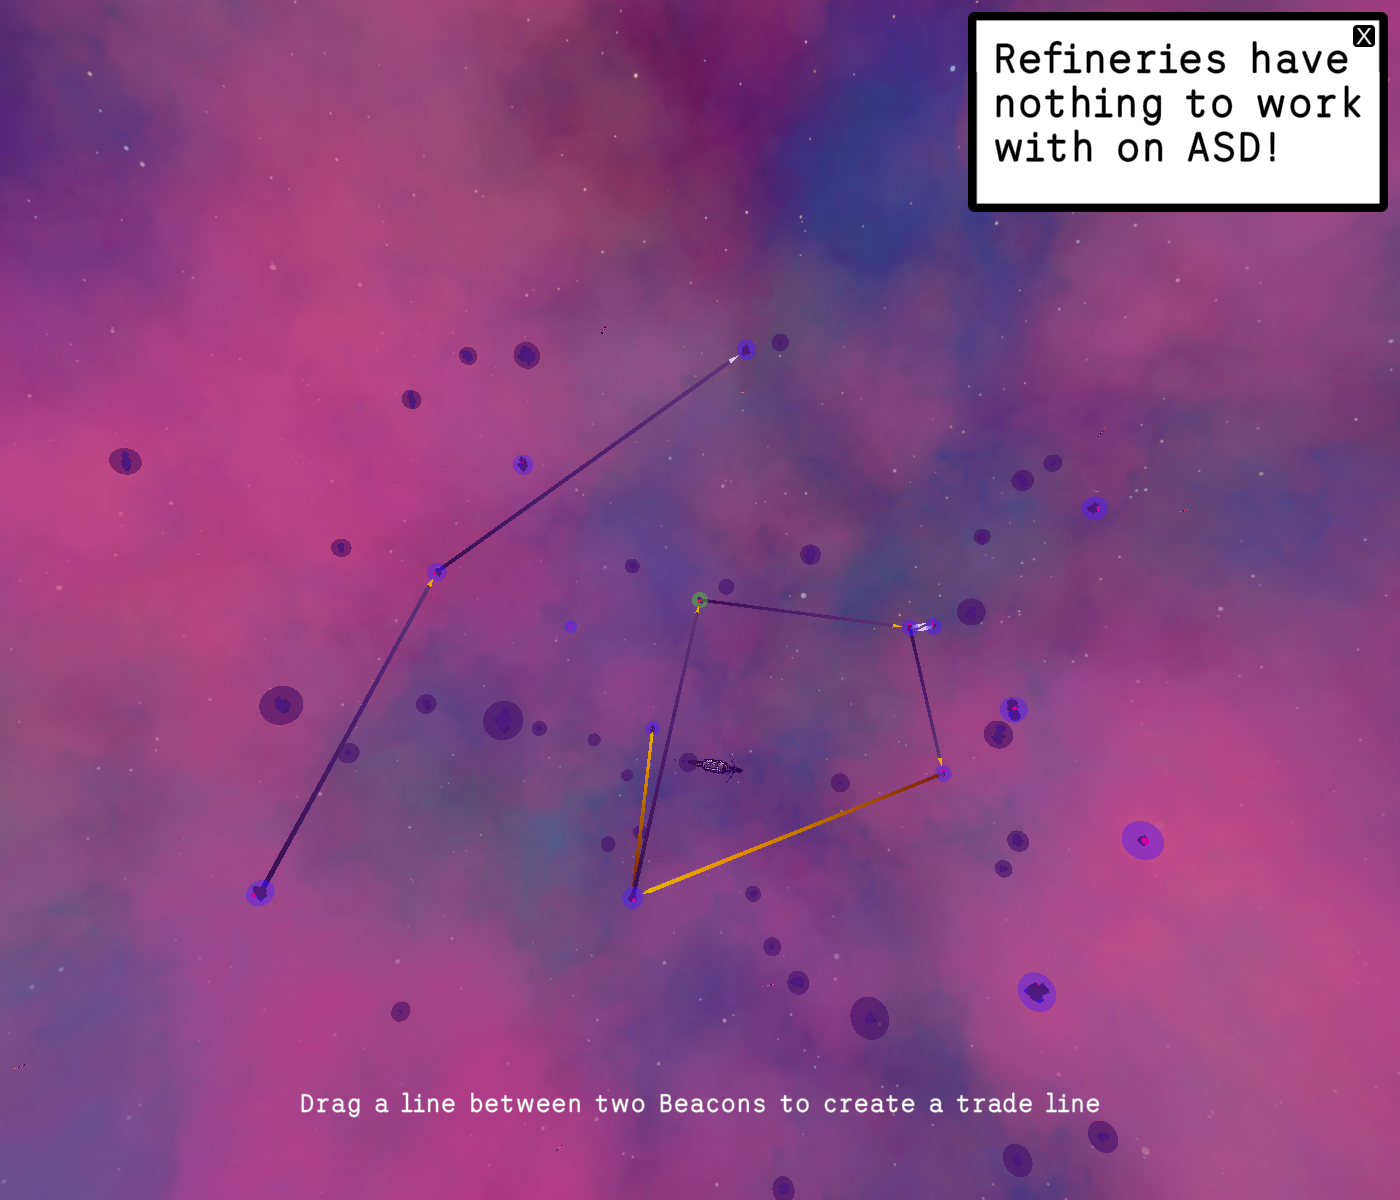 X
Refineries have
nothing to work
with on ASD!
Drag a line between two Beacons to create a trade line